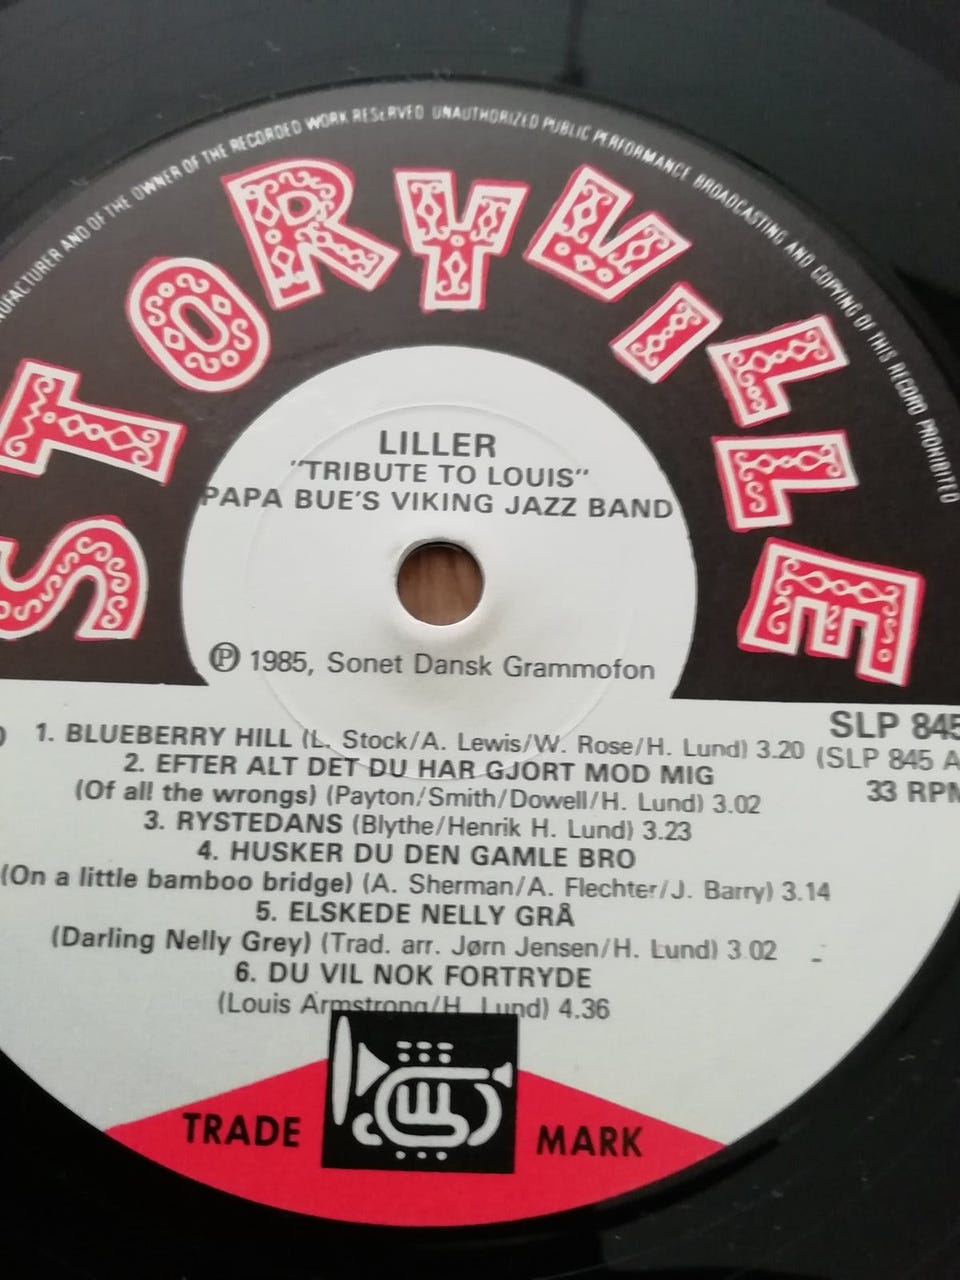 UFACTURER AND OF THE OWNER OF THE RECORDED WORK RESERVED UNAUTHORIZED PUBLIC PERFORMANCE BROADCASTING AND COPYING OF THIS RECORD PROHIBITED
STORYVILLE
LILLER
"TRIBUTE TO LOUIS"
PAPA BUE'S VIKING JAZZ BAND
Ⓟ 1985, Sonet Dansk Grammofon
SLP 845
1. BLUEBERRY HILL (L. Stock/A. Lewis/W. Rose/H. Lund) 3.20 (SLP 845 A
2. EFTER ALT DET DU HAR GJORT MOD MIG
33 RPM
(Of all the wrongs) (Payton/Smith/Dowell/H. Lund) 3.02
3. RYSTEDANS (Blythe/Henrik H. Lund) 3.23
4. HUSKER DU DEN GAMLE BRO
(On a little bamboo bridge) (A. Sherman/A. Flechter/J. Barry) 3.14
5. ELSKEDE NELLY GRÅ
(Darling Nelly Grey) (Trad. arr. Jørn Jensen/H. Lund) 3.02
6. DU VIL NOK FORTRYDE
(Louis Armstrong/H. Lund) 4.36
TRADE MARK